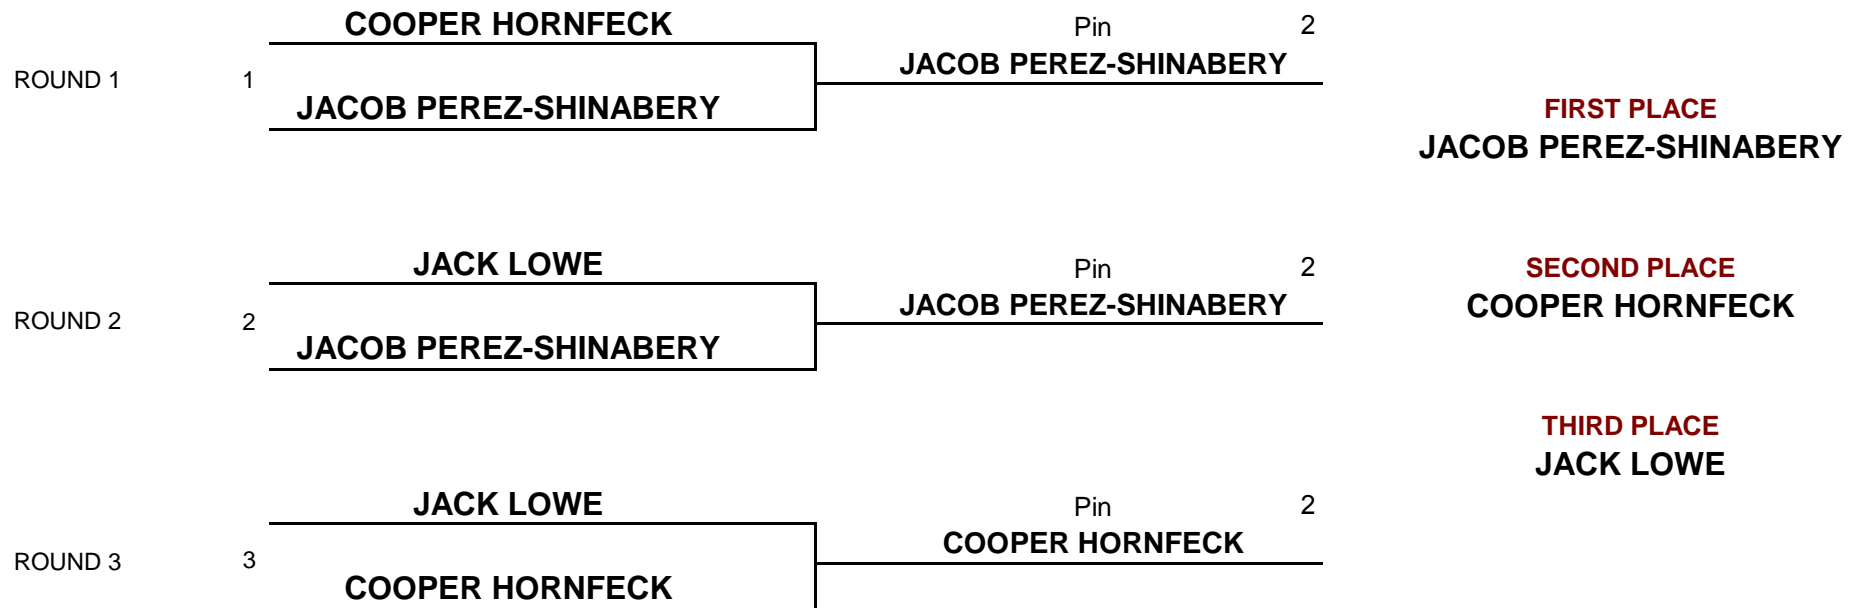 COOPER HORNFECK
Pin 2
JACOB PEREZ-SHINABERY
ROUND 1 1
JACOB PEREZ-SHINABERY
FIRST PLACE
JACOB PEREZ-SHINABERY
JACK LOWE
Pin 2
SECOND PLACE
JACOB PEREZ-SHINABERY
COOPER HORNFECK
ROUND 2 2
JACOB PEREZ-SHINABERY
THIRD PLACE
JACK LOWE
JACK LOWE
Pin 2
COOPER HORNFECK
ROUND 3 3
COOPER HORNFECK